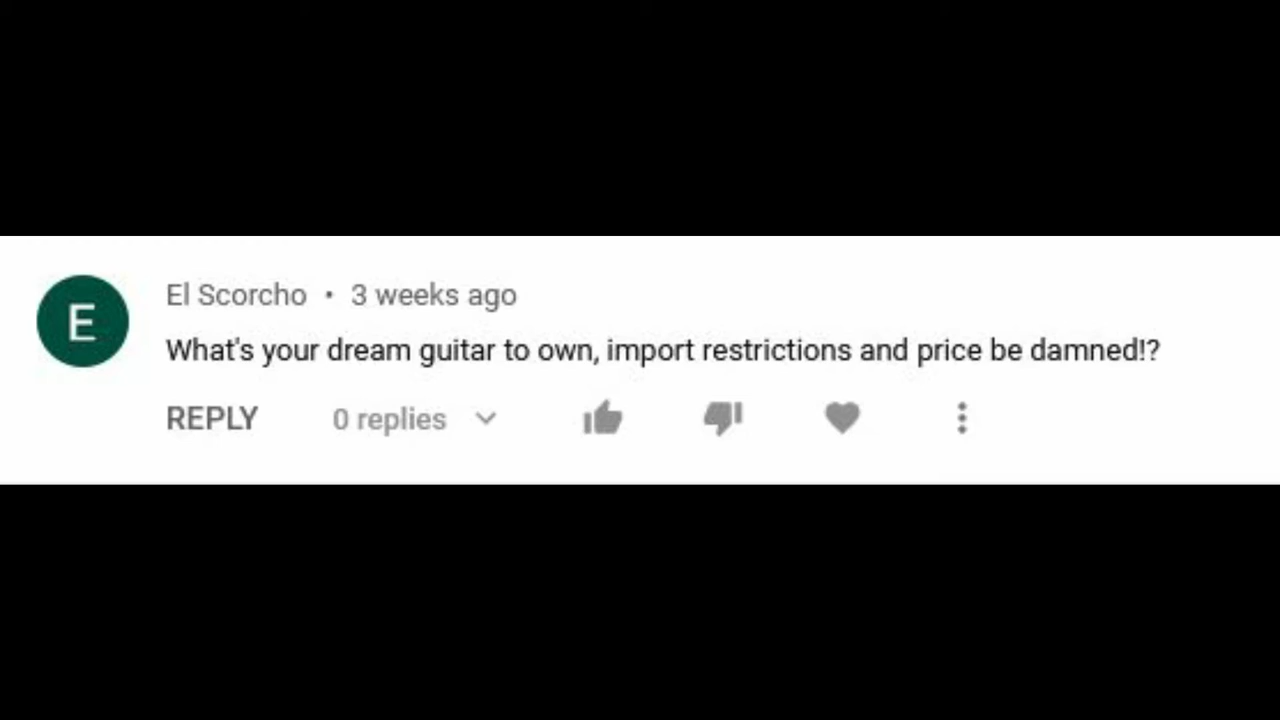 E
El Scorcho • 3 weeks ago
What's your dream guitar to own, import restrictions and price be damned!?
REPLY 0 replies